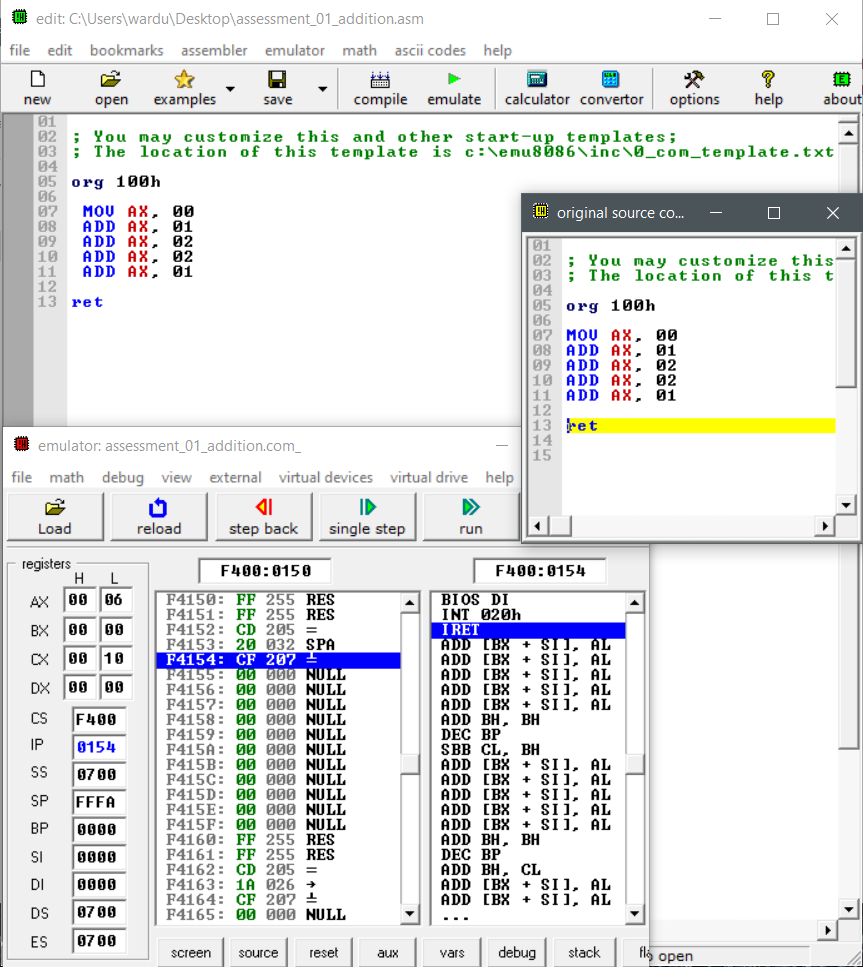 edit: C:\Users\wardu\Desktop\assessment_01_addition.asm
file edit bookmarks assembler emulator math ascii codes help
new open examples save compile emulate calculator convertor options help about
01
02 ; You may customize this and other start-up templates;
03 ; The location of this template is c:\emu8086\inc\0_com_template.txt
04
05 org 100h
06
07 MOV AX, 00
08 ADD AX, 01
09 ADD AX, 02
10 ADD AX, 02
11 ADD AX, 01
12
13 ret
original source co...
01
02 ; You may customize this
03 ; The location of this t
04
05 org 100h
06
07 MOV AX, 00
08 ADD AX, 01
09 ADD AX, 02
10 ADD AX, 02
11 ADD AX, 01
12
13 ret
14
15
emulator: assessment_01_addition.com_
file math debug view external virtual devices virtual drive help
Load reload step back single step run
registers
H L
AX 00 06
BX 00 00
CX 00 10
DX 00 00
CS F400
IP 0154
SS 0700
SP FFFA
BP 0000
SI 0000
DI 0000
DS 0700
ES 0700
F400:0150
F4150: FF 255 RES
F4151: FF 255 RES
F4152: CD 205 =
F4153: 20 032 SPA
F4154: CF 207 ╧
F4155: 00 000 NULL
F4156: 00 000 NULL
F4157: 00 000 NULL
F4158: 00 000 NULL
F4159: 00 000 NULL
F415A: 00 000 NULL
F415B: 00 000 NULL
F415C: 00 000 NULL
F415D: 00 000 NULL
F415E: 00 000 NULL
F415F: 00 000 NULL
F4160: FF 255 RES
F4161: FF 255 RES
F4162: CD 205 =
F4163: 1A 026 →
F4164: CF 207 ╧
F4165: 00 000 NULL
F400:0154
BIOS DI
INT 020h
IRET
ADD [BX + SI], AL
ADD [BX + SI], AL
ADD [BX + SI], AL
ADD [BX + SI], AL
ADD [BX + SI], AL
ADD BH, BH
DEC BP
SBB CL, BH
ADD [BX + SI], AL
ADD [BX + SI], AL
ADD [BX + SI], AL
ADD [BX + SI], AL
ADD [BX + SI], AL
ADD BH, BH
DEC BP
ADD BH, CL
ADD [BX + SI], AL
ADD [BX + SI], AL
...
screen source reset aux vars debug stack
open